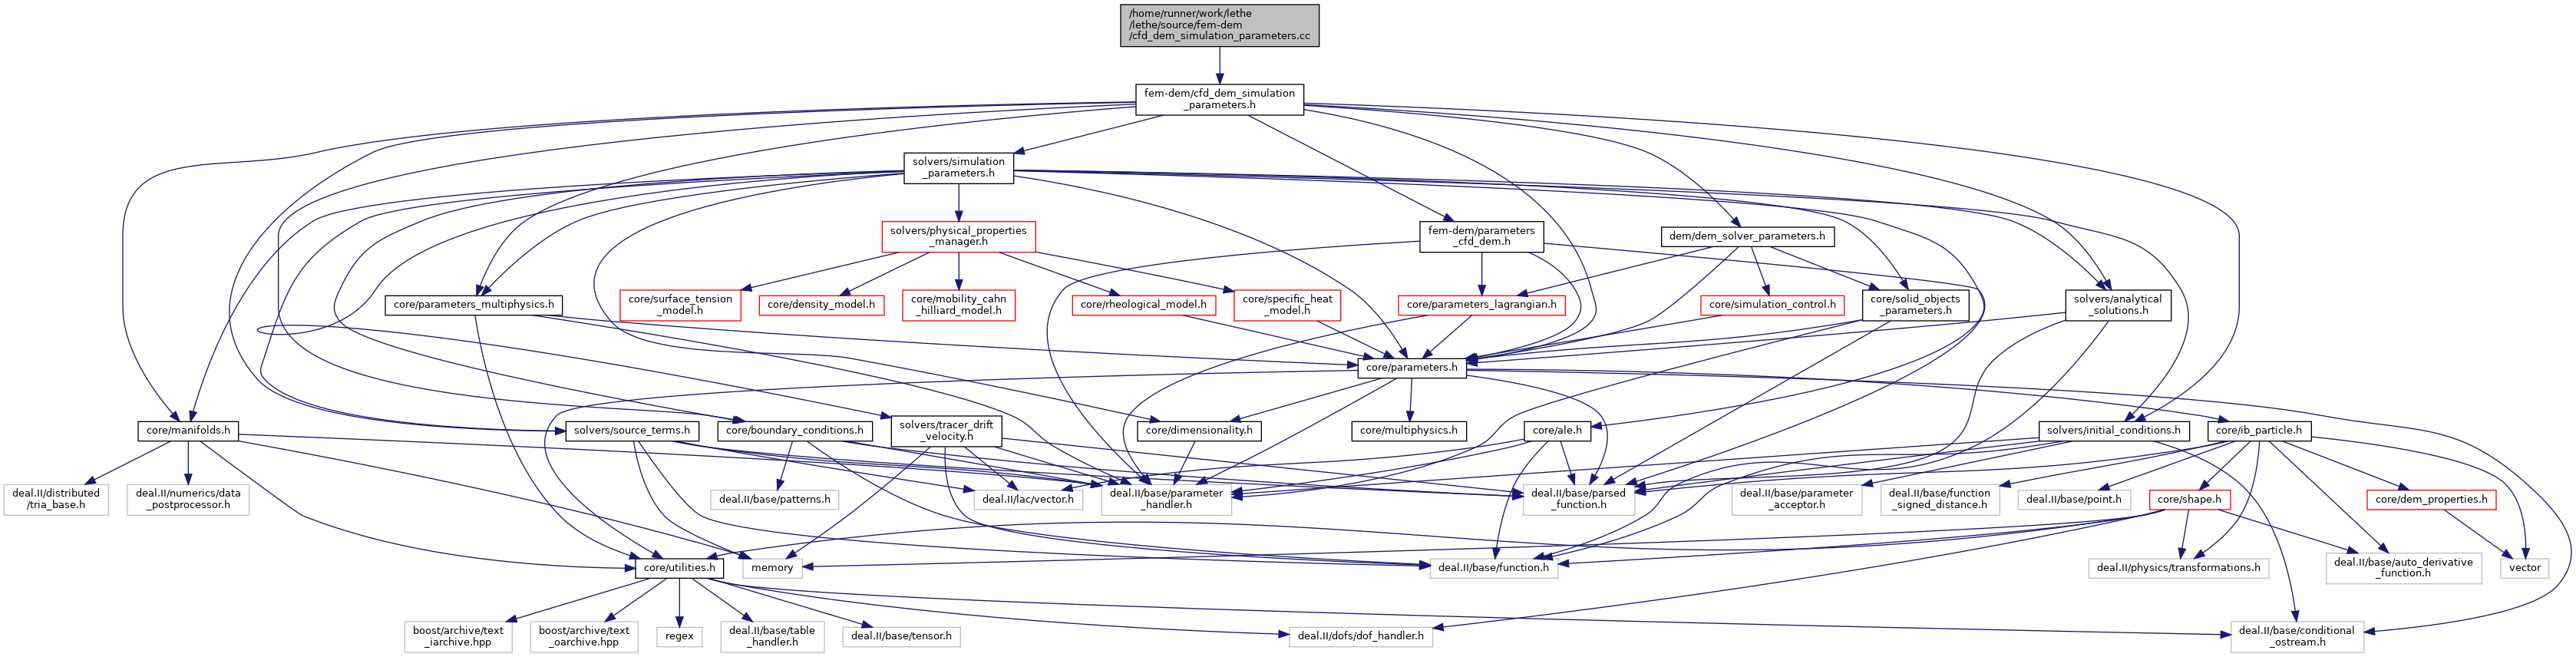 /home/runner/work/lethe
/lethe/source/fem-dem
/cfd_dem_simulation_parameters.cc
fem-dem/cfd_dem_simulation
_parameters.h
solvers/simulation
_parameters.h
solvers/physical_properties
_manager.h
fem-dem/parameters
_cfd_dem.h
dem/dem_solver_parameters.h
core/parameters_multiphysics.h
core/surface_tension
_model.h
core/density_model.h
core/mobility_cahn
_hilliard_model.h
core/rheological_model.h
core/specific_heat
_model.h
core/parameters_lagrangian.h
core/simulation_control.h
core/solid_objects
_parameters.h
solvers/analytical
_solutions.h
core/parameters.h
core/manifolds.h
solvers/source_terms.h
core/boundary_conditions.h
solvers/tracer_drift
_velocity.h
core/dimensionality.h
core/multiphysics.h
core/ale.h
solvers/initial_conditions.h
core/ib_particle.h
deal.II/distributed
/tria_base.h
deal.II/numerics/data
_postprocessor.h
deal.II/base/patterns.h
deal.II/lac/vector.h
deal.II/base/parameter
_handler.h
deal.II/base/parsed
_function.h
deal.II/base/parameter
_acceptor.h
deal.II/base/function
_signed_distance.h
deal.II/base/point.h
core/shape.h
core/dem_properties.h
core/utilities.h
memory
deal.II/base/function.h
deal.II/physics/transformations.h
deal.II/base/auto_derivative
_function.h
vector
boost/archive/text
_iarchive.hpp
boost/archive/text
_oarchive.hpp
regex
deal.II/base/table
_handler.h
deal.II/base/tensor.h
deal.II/dofs/dof_handler.h
deal.II/base/conditional
_ostream.h